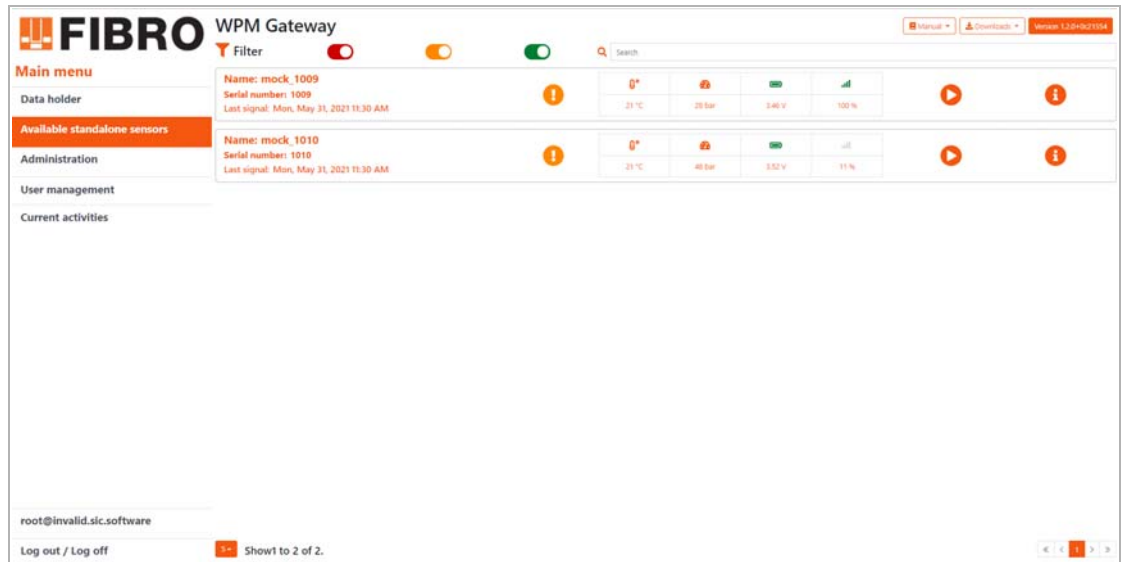 FIBRO
WPM Gateway
Manual
Downloads
Version 1.2.0+0c21554
Filter
Search
Main menu
Data holder
Available standalone sensors
Administration
User management
Current activities
Name: mock_1009
Serial number: 1009
Last signal: Mon, May 31, 2021 11:30 AM
21 °C
20 bar
3.46 V
100 %
Name: mock_1010
Serial number: 1010
Last signal: Mon, May 31, 2021 11:30 AM
21 °C
40 bar
3.52 V
11 %
root@invalid.sic.software
Log out / Log off
5
Show1 to 2 of 2.
« < 1 > »